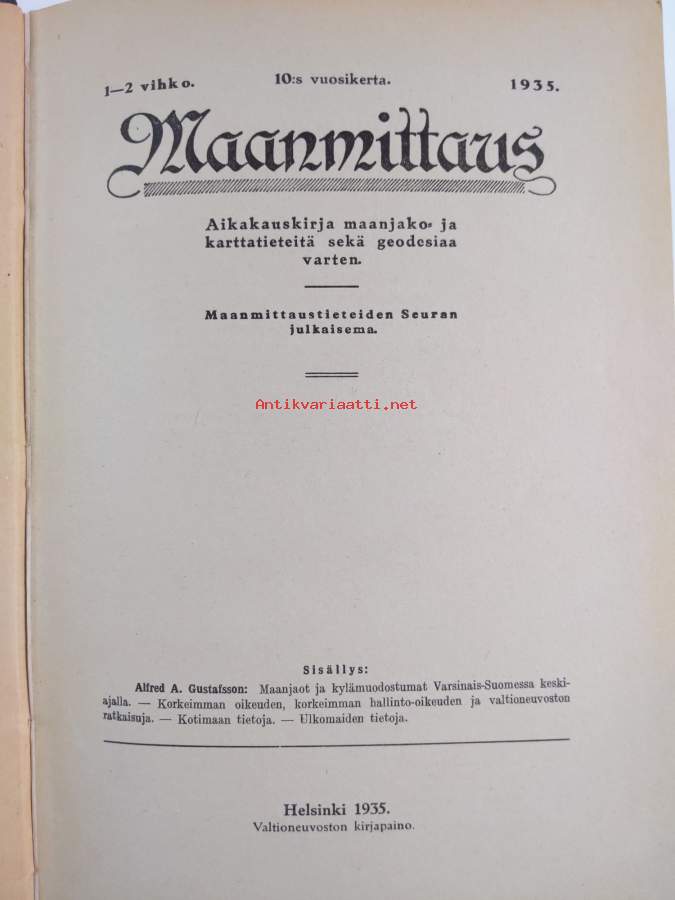 1—2 vihko. 10:s vuosikerta. 1935.
Maanmittaus
Aikakauskirja maanjako- ja
karttatieteitä sekä geodesiaa
varten.
Maanmittaustieteiden Seuran
julkaisema.
Antikvariaatti.net
Sisällys:
Alfred A. Gustafsson: Maanjaot ja kylämuodostumat Varsinais-Suomessa keski-
ajalla. — Korkeimman oikeuden, korkeimman hallinto-oikeuden ja valtioneuvoston
ratkaisuja. — Kotimaan tietoja. — Ulkomaiden tietoja.
Helsinki 1935.
Valtioneuvoston kirjapaino.